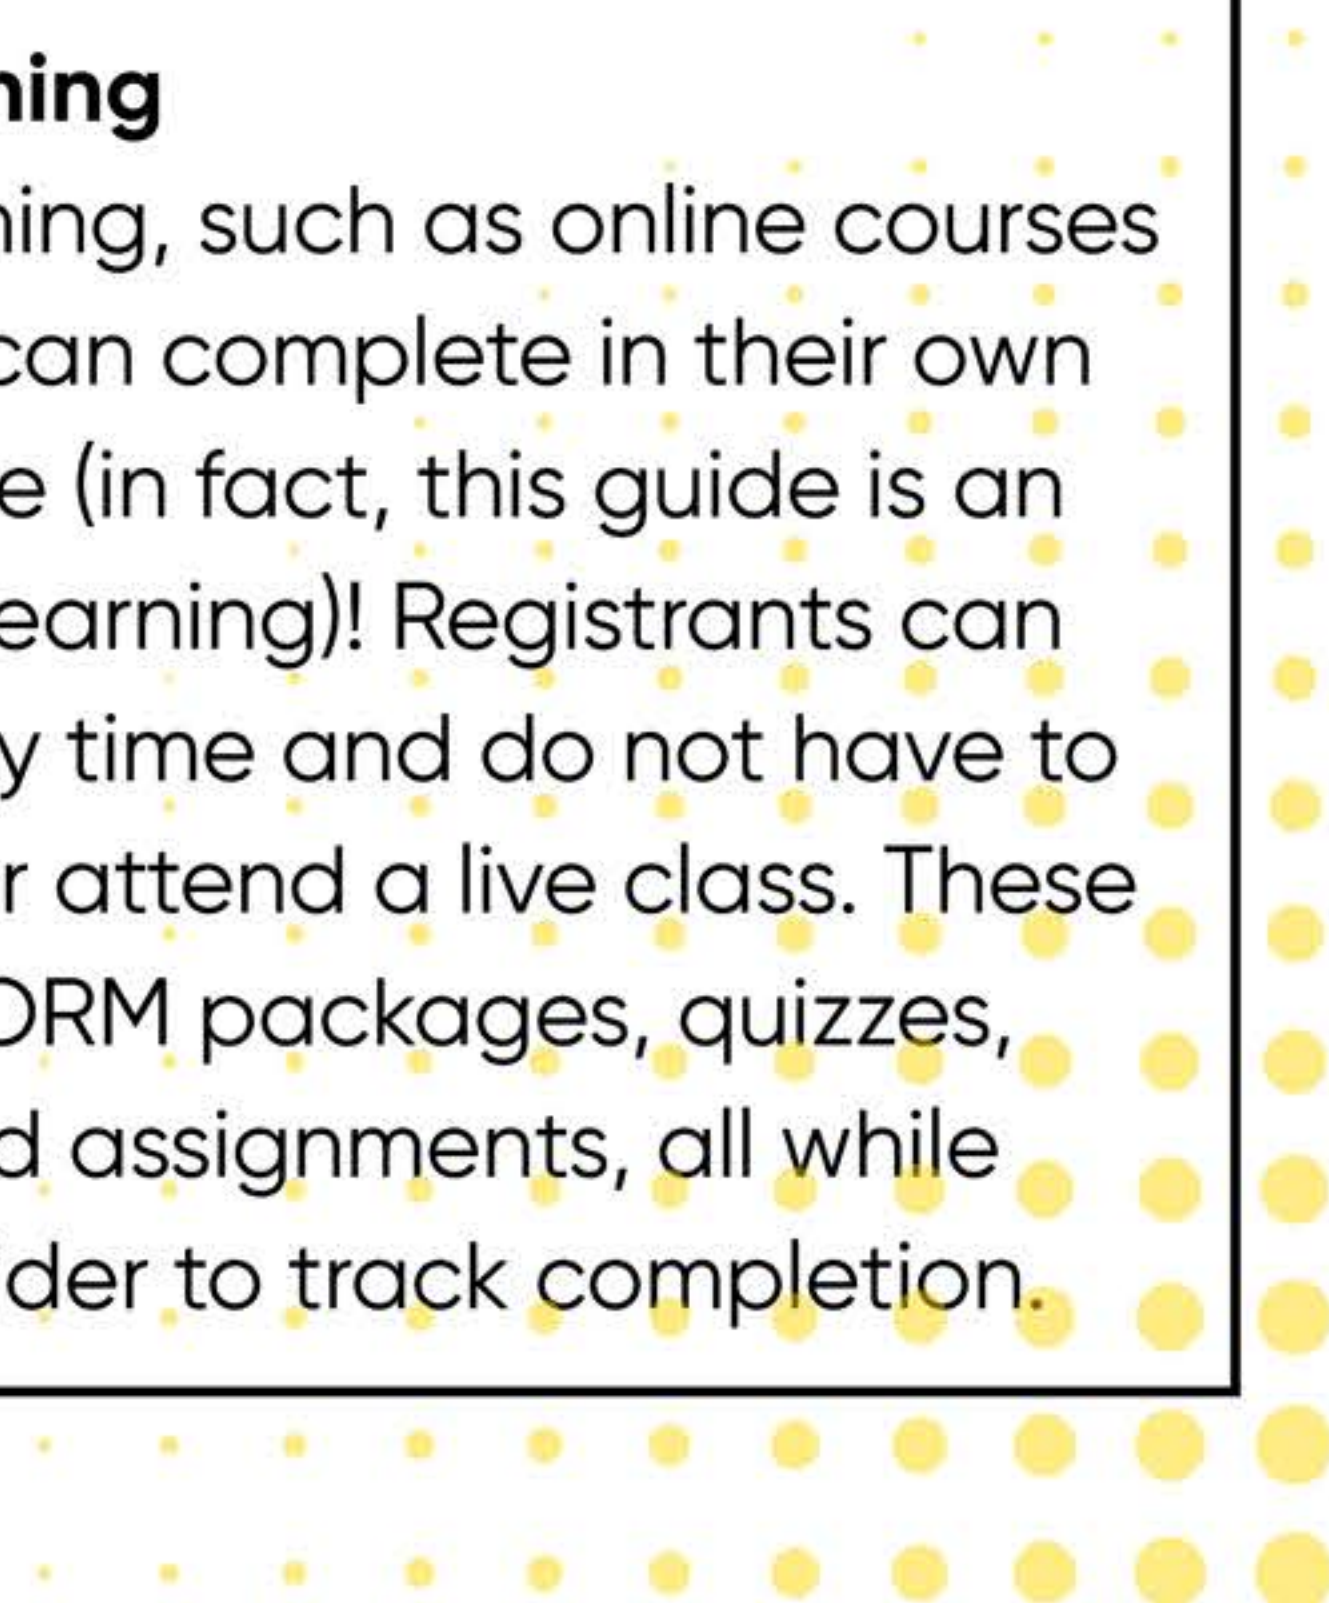 ning
ning, such as online courses
can complete in their own
e (in fact, this guide is an
earning)! Registrants can
y time and do not have to
r attend a live class. These
ORM packages, quizzes,
d assignments, all while
ider to track completion.